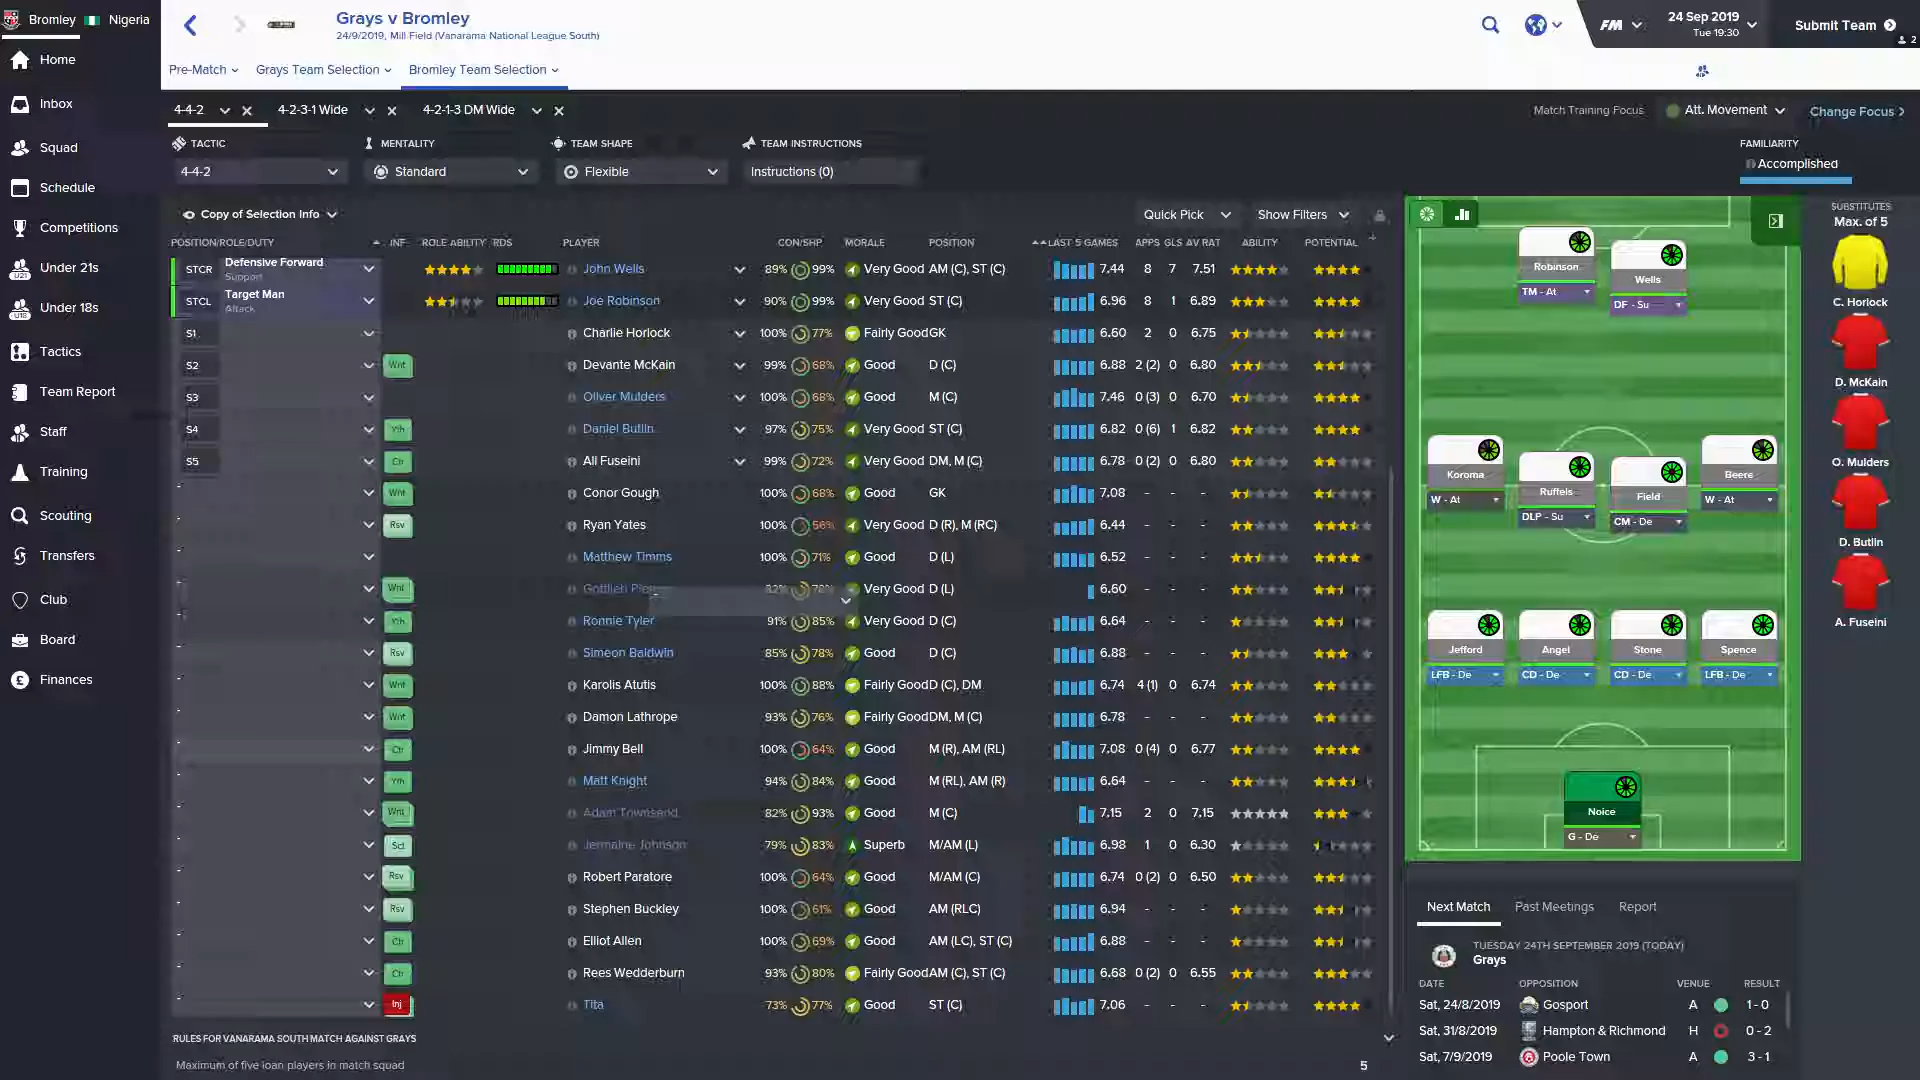 Bromley Nigeria
Home
Inbox
Squad
Schedule
Competitions
Under 21s
Under 18s
Tactics
Team Report
Staff
Training
Scouting
Transfers
Club
Board
Finances
Grays v Bromley
24/9/2019, Mill Field (Vanarama National League South)
FM
24 Sep 2019
Tue 19:30
Submit Team
2
Pre-Match Grays Team Selection Bromley Team Selection
4-4-2 4-2-3-1 Wide 4-2-1-3 DM Wide
Match Training Focus Att. Movement Change Focus >
TACTIC MENTALITY TEAM SHAPE TEAM INSTRUCTIONS
4-4-2 Standard Flexible Instructions (0)
FAMILIARITY
Accomplished
Copy of Selection Info Quick Pick Show Filters
POSITION/ROLE/DUTY INF ROLE ABILITY RDS PLAYER CON/SHP MORALE POSITION LAST 5 GAMES APPS GLS AV RAT ABILITY POTENTIAL
STCR Defensive Forward Support John Wells 89% 99% Very Good AM (C), ST (C) 7.44 8 7 7.51
STCL Target Man Attack Joe Robinson 90% 99% Very Good ST (C) 6.96 8 1 6.89
S1 Charlie Horlock 100% 77% Fairly Good GK 6.60 2 0 6.75
S2 Wnt Devante McKain 99% 68% Good D (C) 6.88 2 (2) 0 6.80
S3 Oliver Mulders 100% 68% Good M (C) 7.46 0 (3) 0 6.70
S4 Yth Daniel Butlin 97% 75% Very Good ST (C) 6.82 0 (6) 1 6.82
S5 Ctr Ali Fuseini 99% 72% Very Good DM, M (C) 6.78 0 (2) 0 6.80
- Wnt Conor Gough 100% 68% Good GK 7.08 - - -
- Rsv Ryan Yates 100% 56% Very Good D (R), M (RC) 6.44 - - -
- Matthew Timms 100% 71% Good D (L) 6.52 - - -
Wnt Gottlieb 82% 78% Very Good D (L) 6.60 - - -
- Yth Ronnie Tyler 91% 85% Very Good D (C) 6.64 - - -
- Rsv Simeon Baldwin 85% 78% Good D (C) 6.88 - - -
- Wnt Karolis Atutis 100% 88% Fairly Good D (C), DM 6.74 4 (1) 0 6.74
- Wnt Damon Lathrope 93% 76% Fairly Good DM, M (C) 6.78 - - -
- Ctr Jimmy Bell 100% 64% Good M (R), AM (RL) 7.08 0 (4) 0 6.77
- Yth Matt Knight 94% 84% Good M (RL), AM (R) 6.64 - - -
- Wnt Adam Townsend 82% 93% Good M (C) 7.15 2 0 7.15
- Sct Jermaine Johnson 79% 83% Superb M/AM (L) 6.98 1 0 6.30
- Rsv Robert Paratore 100% 64% Good M/AM (C) 6.74 0 (2) 0 6.50
- Rsv Stephen Buckley 100% 61% Good AM (RLC) 6.94 - - -
- Ctr Elliot Allen 100% 69% Good AM (LC), ST (C) 6.88 - - -
- Ctr Rees Wedderburn 93% 80% Fairly Good AM (C), ST (C) 6.68 0 (2) 0 6.55
- Inj Tita 73% 77% Good ST (C) 7.06 - - -
RULES FOR VANARAMA SOUTH MATCH AGAINST GRAYS
Maximum of five loan players in match squad 5
Robinson
TM - At
Wells
DF - Su
Koroma
W - At
Ruffels
DLP - Su
Field
CM - De
Beere
W - At
Jefford
LFB - De
Angel
CD - De
Stone
CD - De
Spence
LFB - De
Noice
G - De
SUBSTITUTES
Max. of 5
C. Horlock
D. McKain
O. Mulders
D. Butlin
A. Fuseini
Next Match Past Meetings Report
TUESDAY 24TH SEPTEMBER 2019 (TODAY)
Grays
DATE OPPOSITION VENUE RESULT
Sat, 24/8/2019 Gosport A 1 - 0
Sat, 31/8/2019 Hampton & Richmond H 0 - 2
Sat, 7/9/2019 Poole Town A 3 - 1